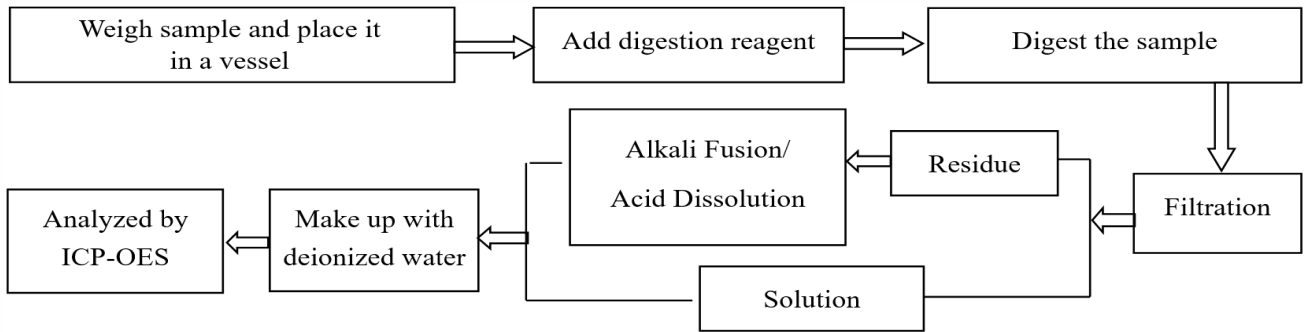 Weigh sample and place it
in a vessel
Add digestion reagent
Digest the sample
Filtration
Residue
Alkali Fusion/
Acid Dissolution
Solution
Make up with
deionized water
Analyzed by
ICP-OES